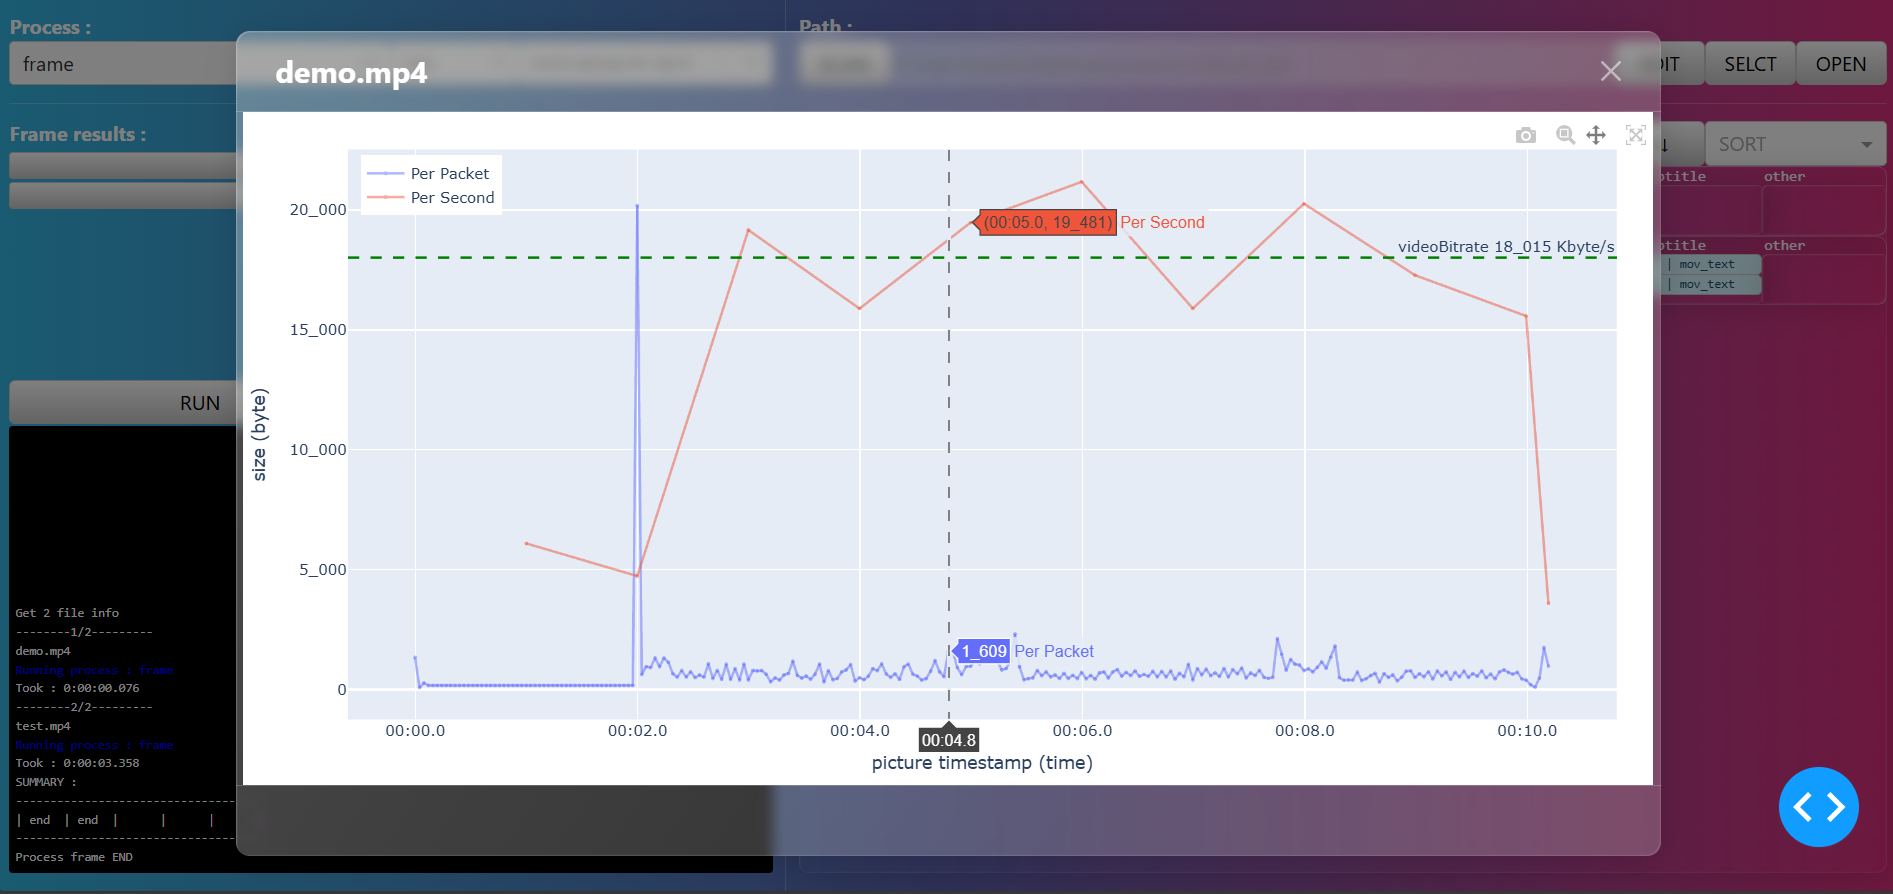 Process :
Path :
frame
EDIT
SELCT
OPEN
demo.mp4
Frame results :
SORT
other
other
| mov_text
| mov_text
Per Packet
Per Second
20_000
15_000
10_000
5_000
0
size (byte)
(00:05.0, 19_481) Per Second
videoBitrate 18_015 Kbyte/s
1_609 Per Packet
00:00.0
00:02.0
00:04.0
00:04.8
00:06.0
00:08.0
00:10.0
picture timestamp (time)
RUN
Get 2 file info
--------1/2---------
demo.mp4
Running process : frame
Took : 0:00:00.076
--------2/2---------
test.mp4
Running process : frame
Took : 0:00:03.358
SUMMARY :
--------------------------------
| end | end | | |
--------------------------------
Process frame END